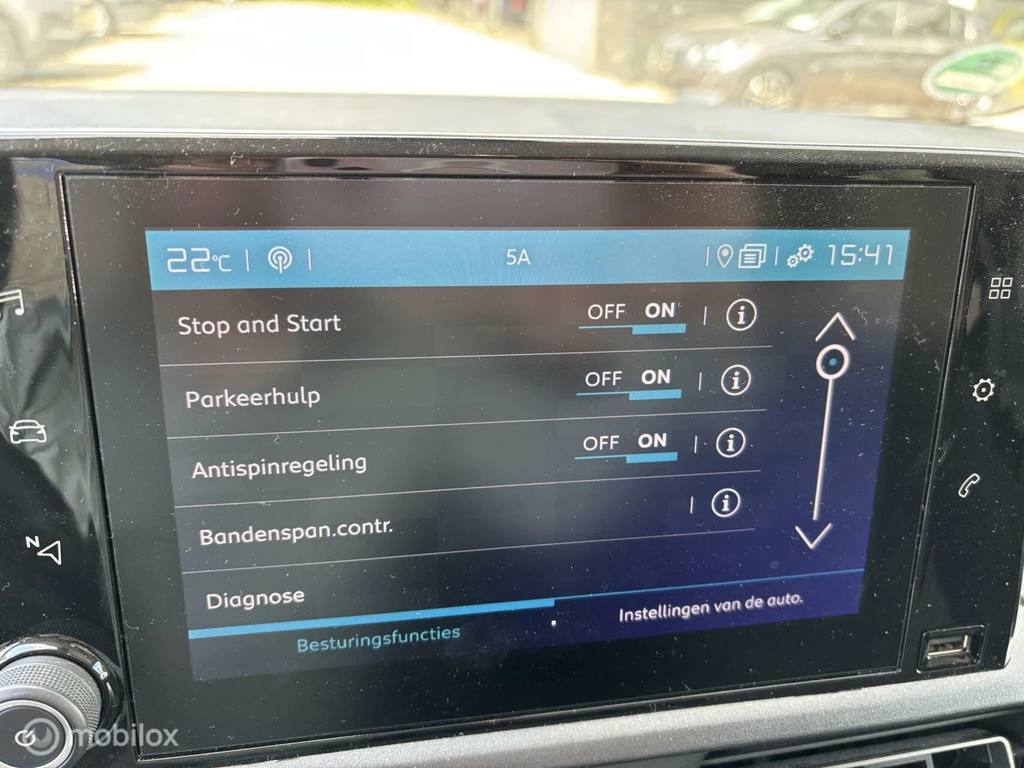 22°C 5A 15:41
Stop and Start OFF ON
Parkeerhulp OFF ON
Antispinregeling OFF ON
Bandenspan.contr.
Diagnose
Besturingsfuncties Instellingen van de auto.
N
mobilox